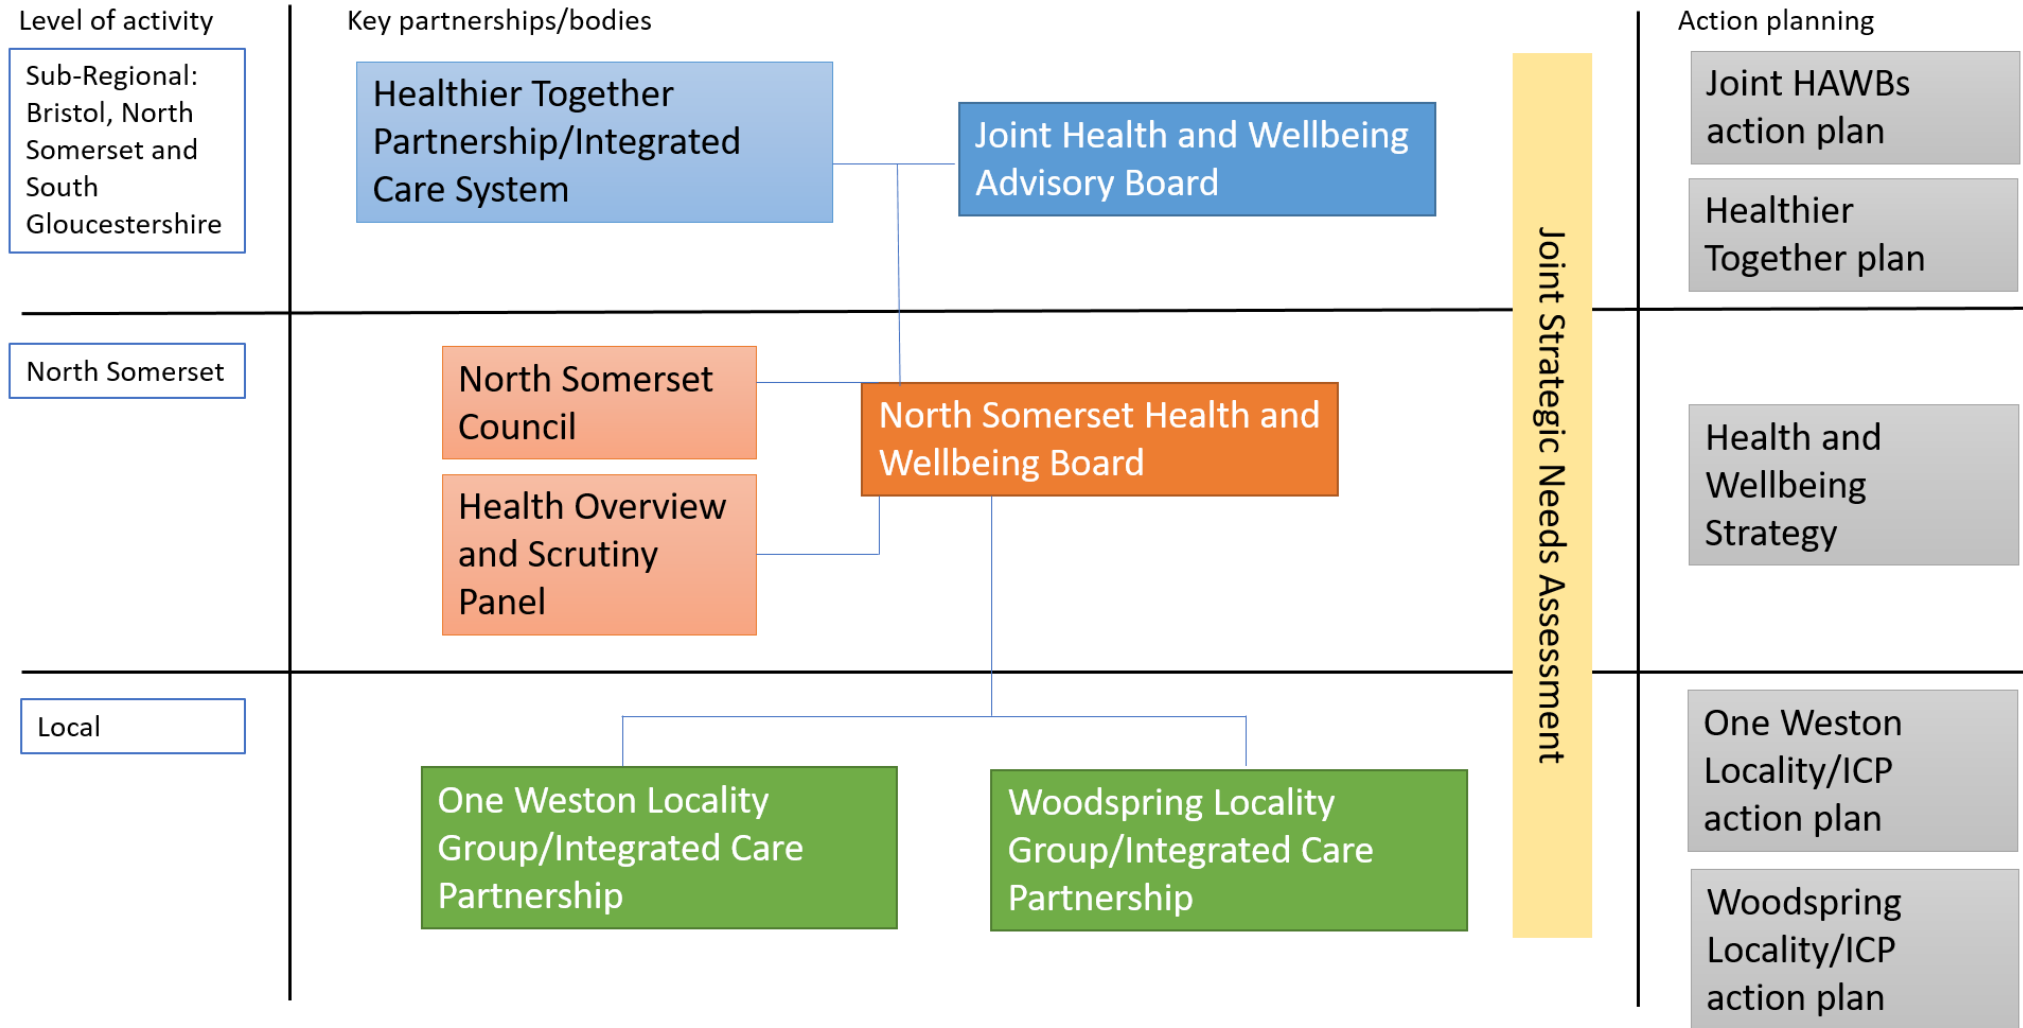 Level of activity
Key partnerships/bodies
Action planning
Sub-Regional:
Bristol, North
Somerset and
South
Gloucestershire
Healthier Together
Partnership/Integrated
Care System
Joint Health and Wellbeing
Advisory Board
Joint HAWBs
action plan
Healthier
Together plan
Joint Strategic Needs Assessment
North Somerset
North Somerset
Council
North Somerset Health and
Wellbeing Board
Health Overview
and Scrutiny
Panel
Health and
Wellbeing
Strategy
Local
One Weston Locality
Group/Integrated Care
Partnership
Woodspring Locality
Group/Integrated Care
Partnership
One Weston
Locality/ICP
action plan
Woodspring
Locality/ICP
action plan